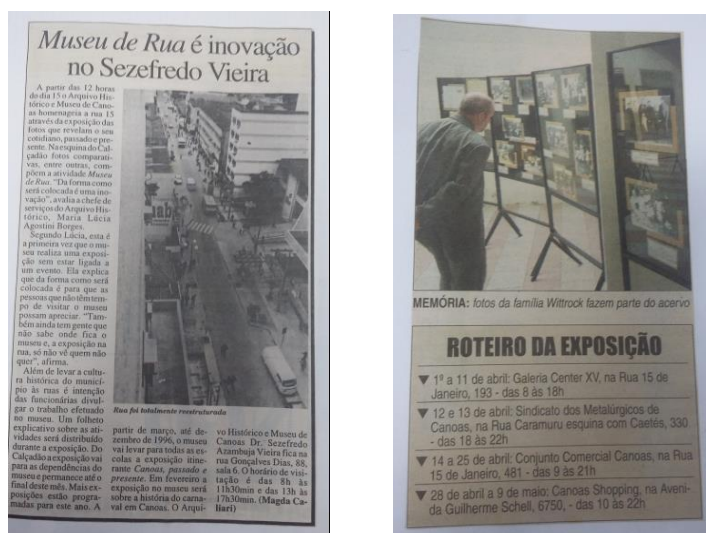 Museu de Rua é inovação
no Sezefredo Vieira
A partir das 12 horas
do dia 15 o Arquivo His-
tórico e Museu de Cano-
as homenageia a rua 15
através da exposição das
fotos que revelam o seu
cotidiano, passado e pre-
sente. Na esquina do Cal-
çadão fotos comparati-
vas, entre outras, com-
põem a atividade Museu
de Rua. "Da forma como
será colocada é uma ino-
vação", avalia a chefe de
serviços do Arquivo His-
tórico, Maria Lúcia
Agostini Borges.
Segundo Lúcia, esta é
a primeira vez que o mu-
seu realiza uma exposi-
ção sem estar ligada a
um evento. Ela explica
que da forma como será
colocada é para que as
pessoas que não têm tem-
po de visitar o museu
possam apreciar. "Tam-
bém ainda tem gente que
não sabe onde fica o
museu e, a exposição na
rua, só não vê quem não
quer", afirma.
Além de levar a cultu-
ra histórica do municí-
pio às ruas é intenção
das funcionárias divul-
gar o trabalho efetuado
no museu. Um folheto
explicativo sobre as ati-
vidades será distribuído
durante a exposição. Do
Calçadão a exposição vai
para as dependências do
museu e permanece até o
final deste mês. Mais ex-
posições estão progra-
madas para este ano. A
lab
Rua foi totalmente reestruturada
partir de março, até de-
zembro de 1996, o museu
vai levar para todas as es-
colas a exposição itine-
rante Canoas, passado e
presente. Em fevereiro a
exposição no museu será
sobre a história do carna-
val em Canoas. O Arqui-
vo Histórico e Museu de
Canoas Dr. Sezefredo
Azambuja Vieira fica na
rua Gonçalves Dias, 88,
sala 6. O horário de visi-
tação é das 8h às
11h30min e das 13h às
17h30min. (Magda Ca-
liari)
MEMÓRIA: fotos da família Wittrock fazem parte do acervo
ROTEIRO DA EXPOSIÇÃO
▼ 1º a 11 de abril: Galeria Center XV, na Rua 15 de
Janeiro, 193 - das 8 às 18h
▼ 12 e 13 de abril: Sindicato dos Metalúrgicos de
Canoas, na Rua Caramuru esquina com Caetés, 330
- das 18 às 22h
▼ 14 a 25 de abril: Conjunto Comercial Canoas, na Rua
15 de Janeiro, 481 - das 9 às 21h
▼ 28 de abril a 9 de maio: Canoas Shopping, na Aveni-
da Guilherme Schell, 6750, - das 10 às 22h